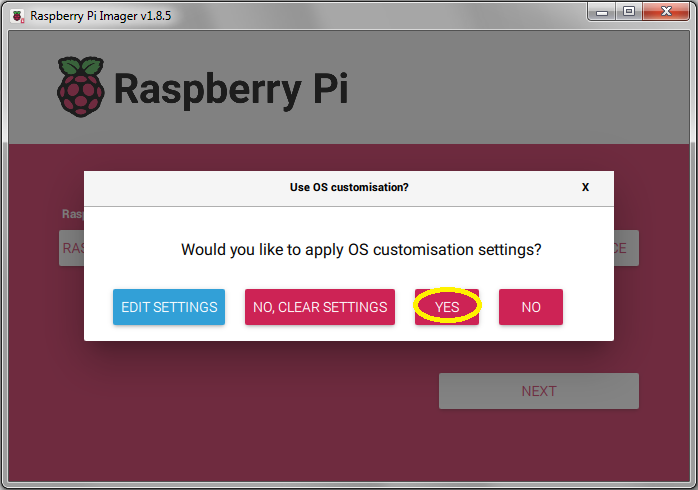 Raspberry Pi Imager v1.8.5
Raspberry Pi
Use OS customisation?
X
Rasp
RAS
CE
Would you like to apply OS customisation settings?
EDIT SETTINGS
NO, CLEAR SETTINGS
YES
NO
NEXT